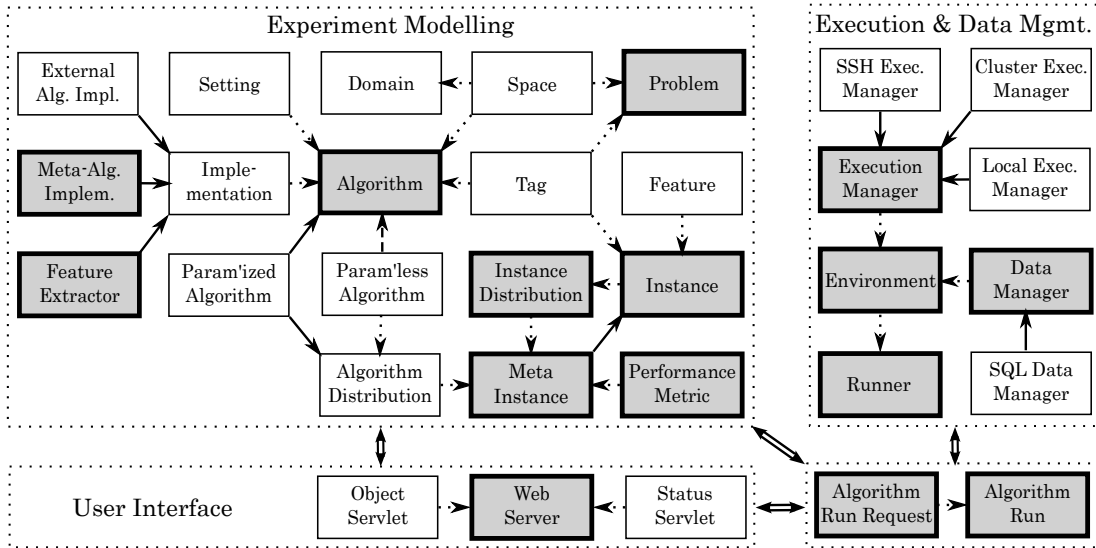 Experiment Modelling
External
Alg. Impl.
Setting
Domain
Space
Problem
Meta-Alg.
Implem.
Imple-
mentation
Algorithm
Tag
Feature
Feature
Extractor
Param'ized
Algorithm
Param'less
Algorithm
Instance
Distribution
Instance
Algorithm
Distribution
Meta
Instance
Performance
Metric
Execution & Data Mgmt.
SSH Exec.
Manager
Cluster Exec.
Manager
Execution
Manager
Local Exec.
Manager
Environment
Data
Manager
Runner
SQL Data
Manager
User Interface
Object
Servlet
Web
Server
Status
Servlet
Algorithm
Run Request
Algorithm
Run